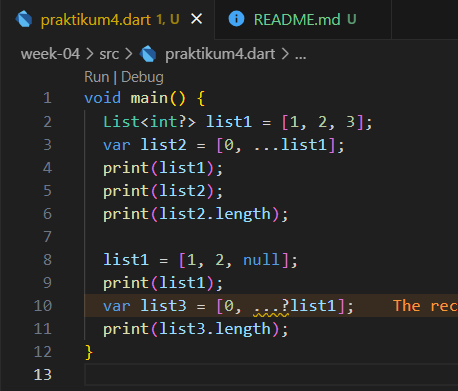 praktikum4.dart 1, U
README.md U
week-04 > src > praktikum4.dart > ...
Run | Debug
1 void main() {
2 List<int?> list1 = [1, 2, 3];
3 var list2 = [0, ...list1];
4 print(list1);
5 print(list2);
6 print(list2.length);
7
8 list1 = [1, 2, null];
9 print(list1);
10 var list3 = [0, ...?list1]; The rec
11 print(list3.length);
12 }
13